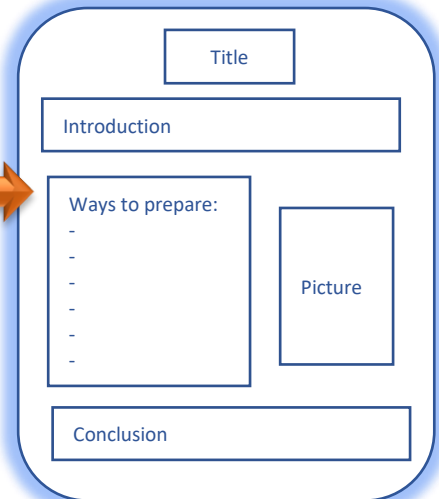 Title
Introduction
Ways to prepare:
-
-
-
-
-
-
Picture
Conclusion